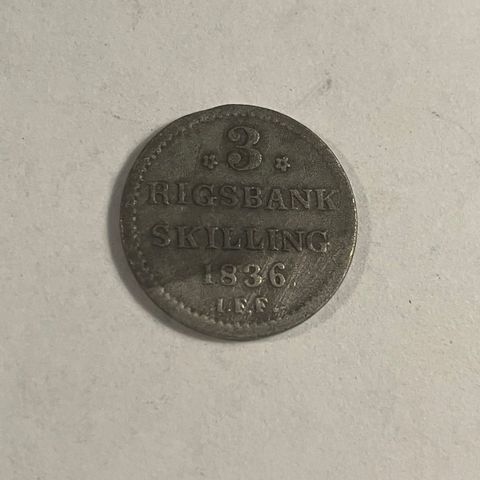 3
RIGSBANK
SKILLING
1836
I.F.F.